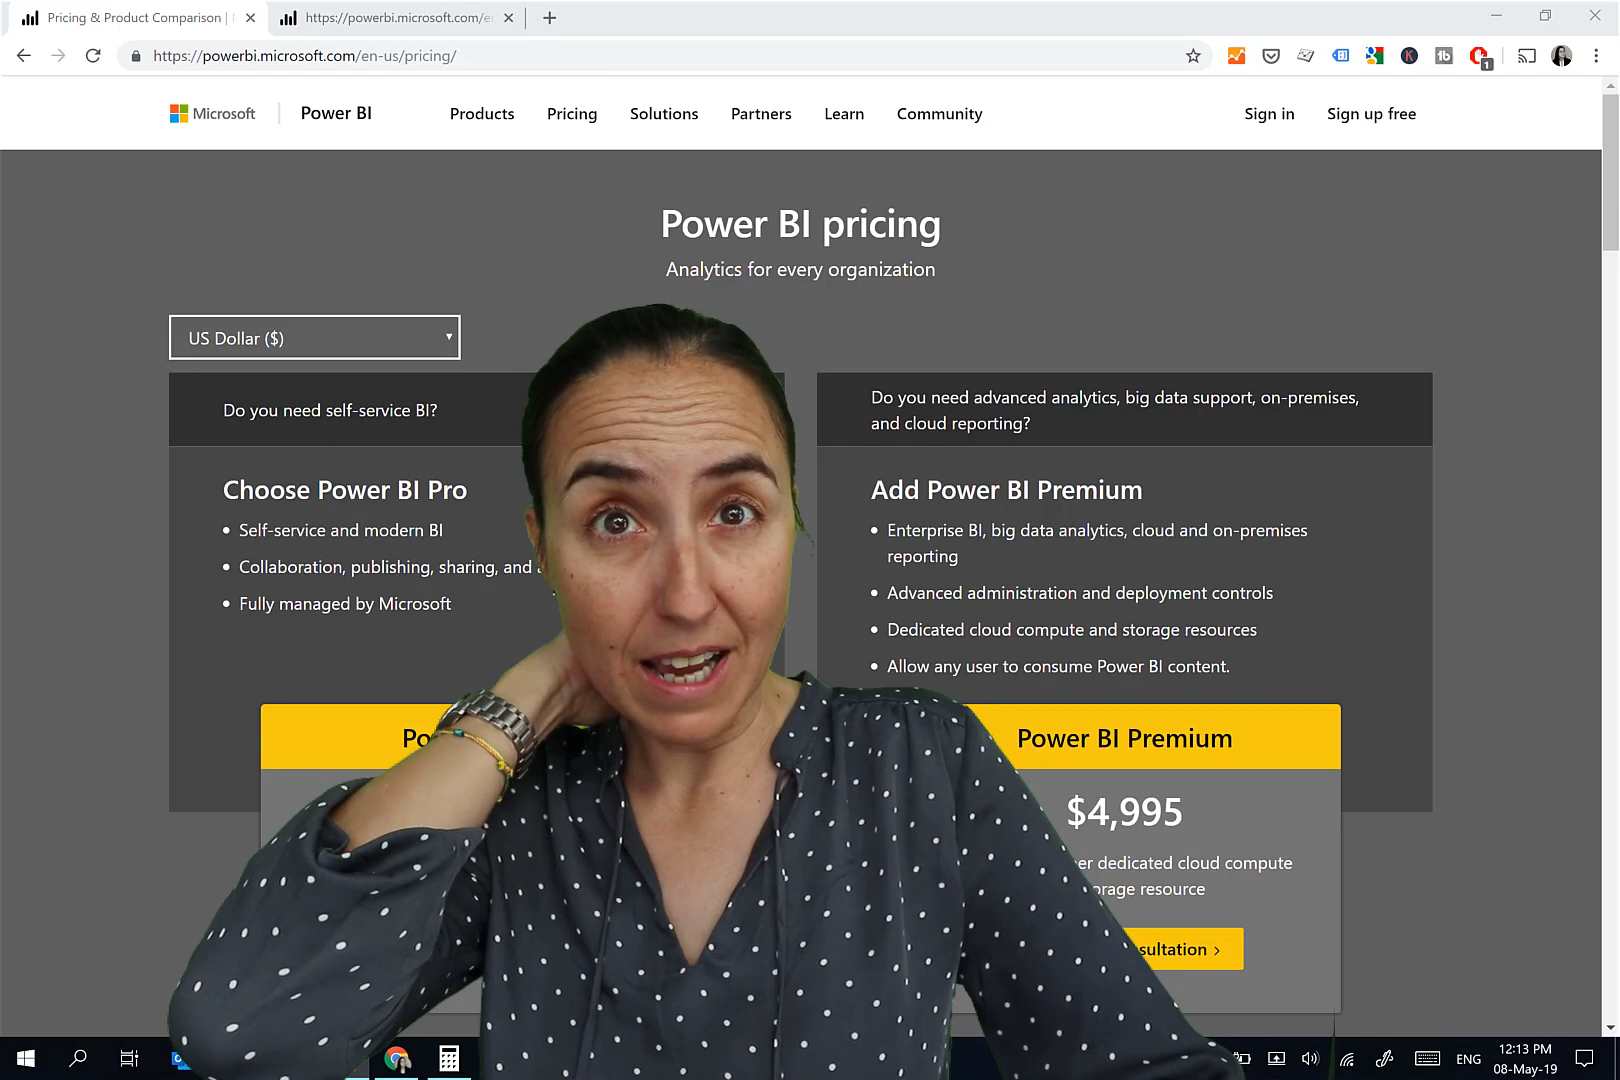 Pricing & Product Comparison |
https://powerbi.microsoft.com/e
https://powerbi.microsoft.com/en-us/pricing/
1
Microsoft
Power BI
Products
Pricing
Solutions
Partners
Learn
Community
Sign in
Sign up free
Power BI pricing
Analytics for every organization
US Dollar ($)
Do you need self-service BI?
Choose Power BI Pro
• Self-service and modern BI
• Collaboration, publishing, sharing, and
• Fully managed by Microsoft
Do you need advanced analytics, big data support, on-premises,
and cloud reporting?
Add Power BI Premium
• Enterprise BI, big data analytics, cloud and on-premises
reporting
• Advanced administration and deployment controls
• Dedicated cloud compute and storage resources
• Allow any user to consume Power BI content.
Po
Power BI Premium
$4,995
er dedicated cloud compute
orage resource
sultation ›
ENG
12:13 PM
08-May-19